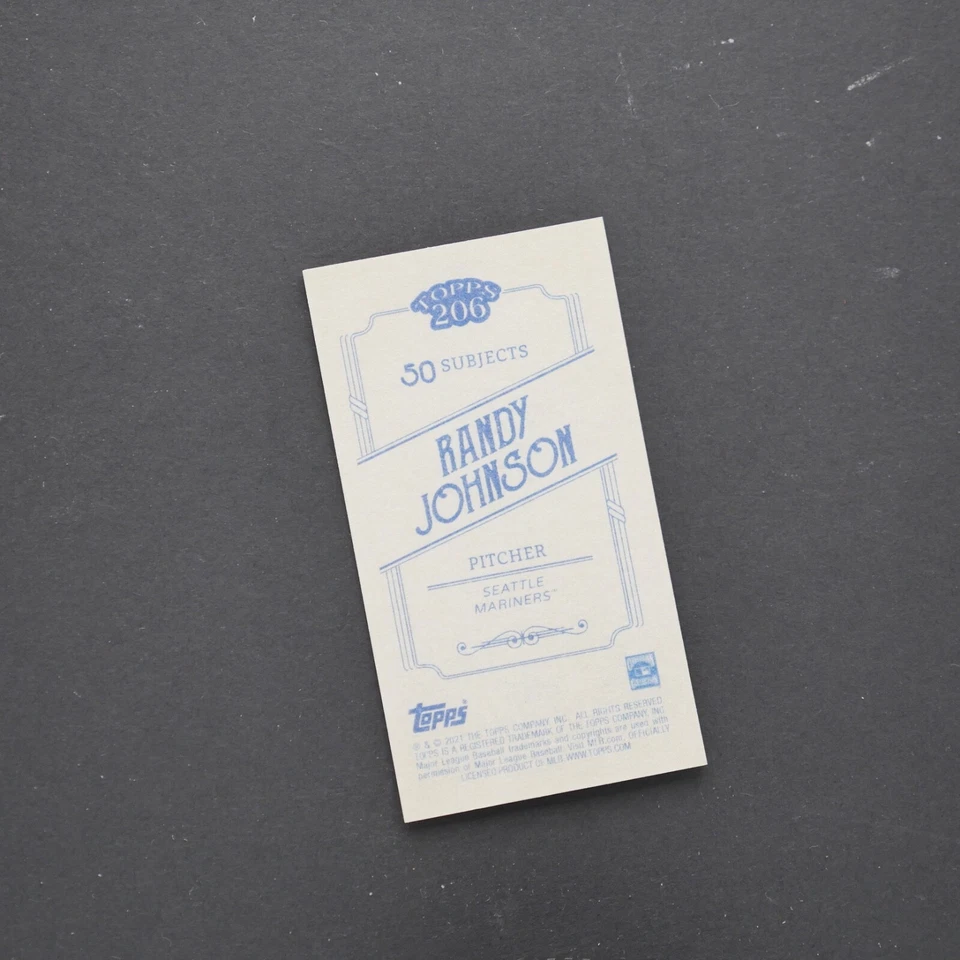 TOPPS
206
50 SUBJECTS
RANDY
JOHNSON
PITCHER
SEATTLE
MARINERS™
topps®
® & © 2021 THE TOPPS COMPANY, INC. ALL RIGHTS RESERVED.
TOPPS IS A REGISTERED TRADEMARK OF THE TOPPS COMPANY, INC.
Major League Baseball trademarks and copyrights are used with
permission of Major League Baseball. Visit MLB.com. OFFICIALLY
LICENSED PRODUCT OF MLB. WWW.TOPPS.COM